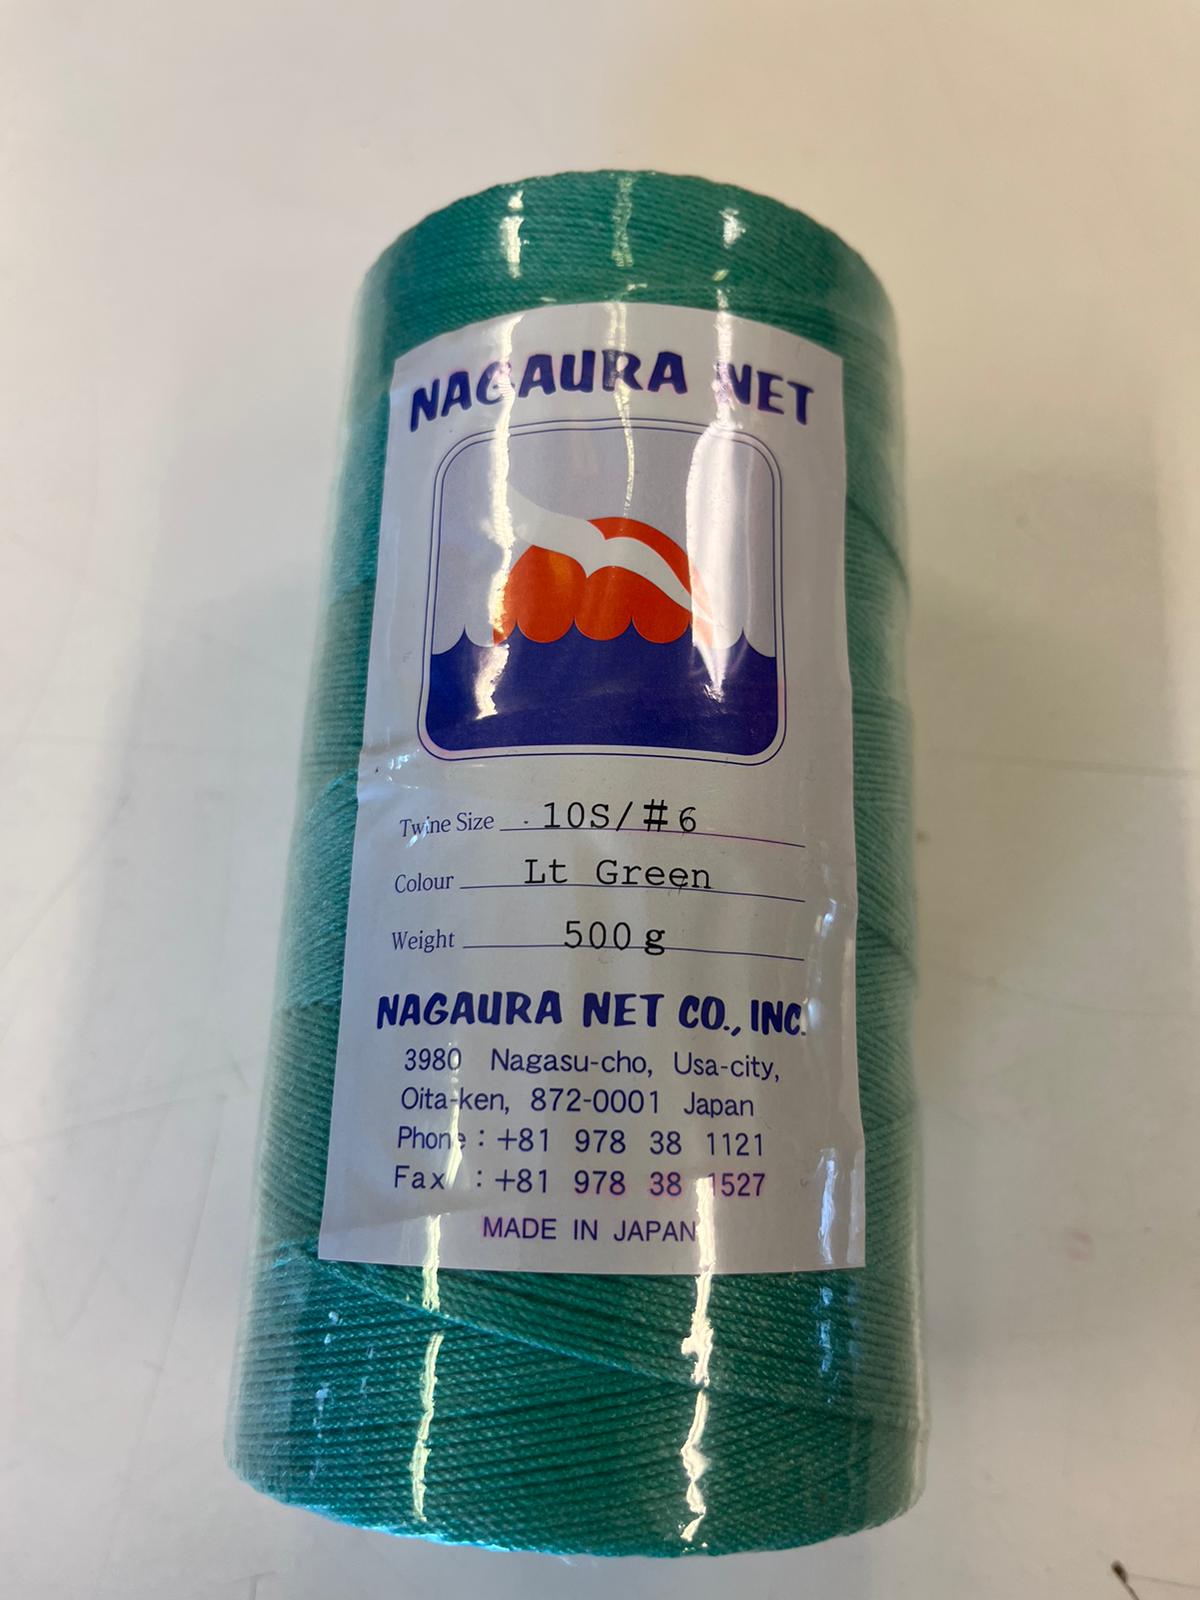 NAGAURA NET
Twine Size 10S/#6
Colour Lt Green
Weight 500g
NAGAURA NET CO., INC.
3980 Nagasu-cho, Usa-city,
Oita-ken, 872-0001 Japan
Phone : +81 978 38 1121
Fax : +81 978 38 1527
MADE IN JAPAN